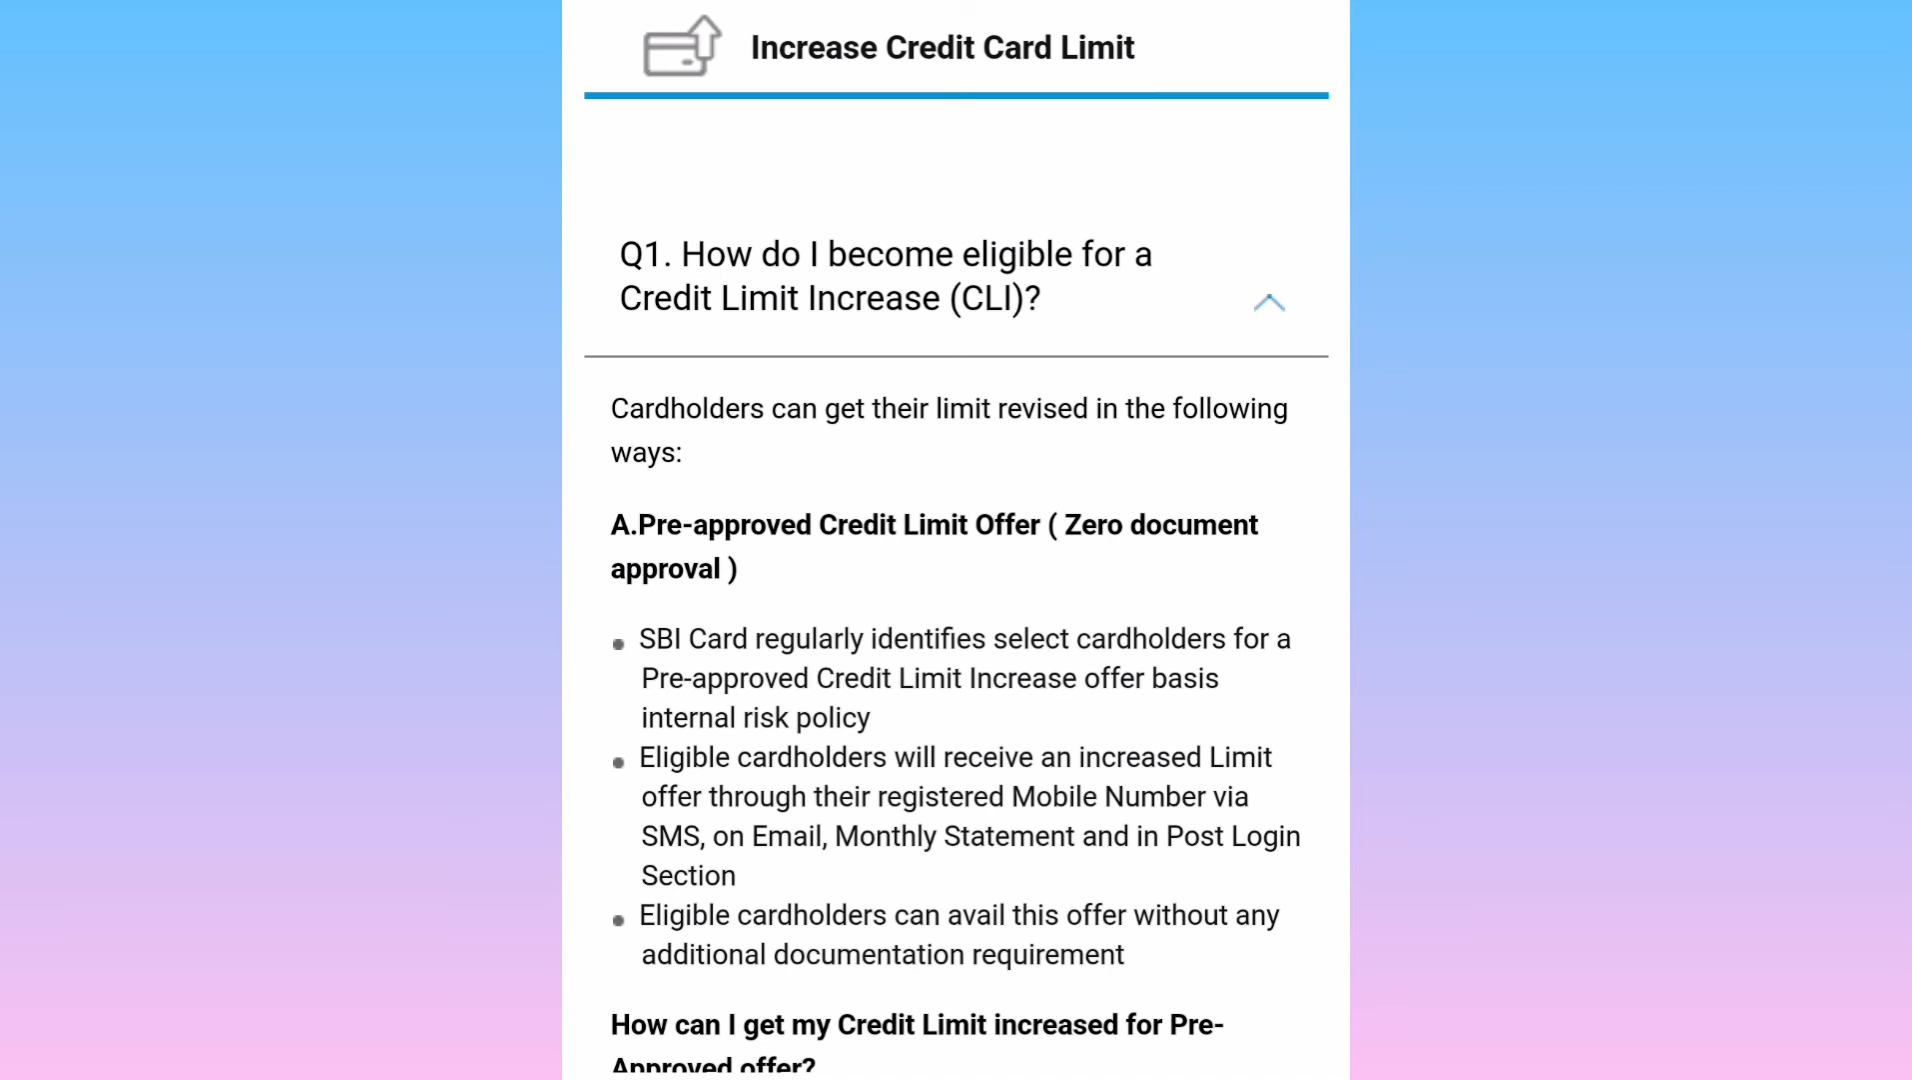 Increase Credit Card Limit
Q1. How do I become eligible for a
Credit Limit Increase (CLI)?
Cardholders can get their limit revised in the following
ways:
A.Pre-approved Credit Limit Offer ( Zero document
approval )
SBI Card regularly identifies select cardholders for a
Pre-approved Credit Limit Increase offer basis
internal risk policy
Eligible cardholders will receive an increased Limit
offer through their registered Mobile Number via
SMS, on Email, Monthly Statement and in Post Login
Section
Eligible cardholders can avail this offer without any
additional documentation requirement
How can I get my Credit Limit increased for Pre-
Approved offer?